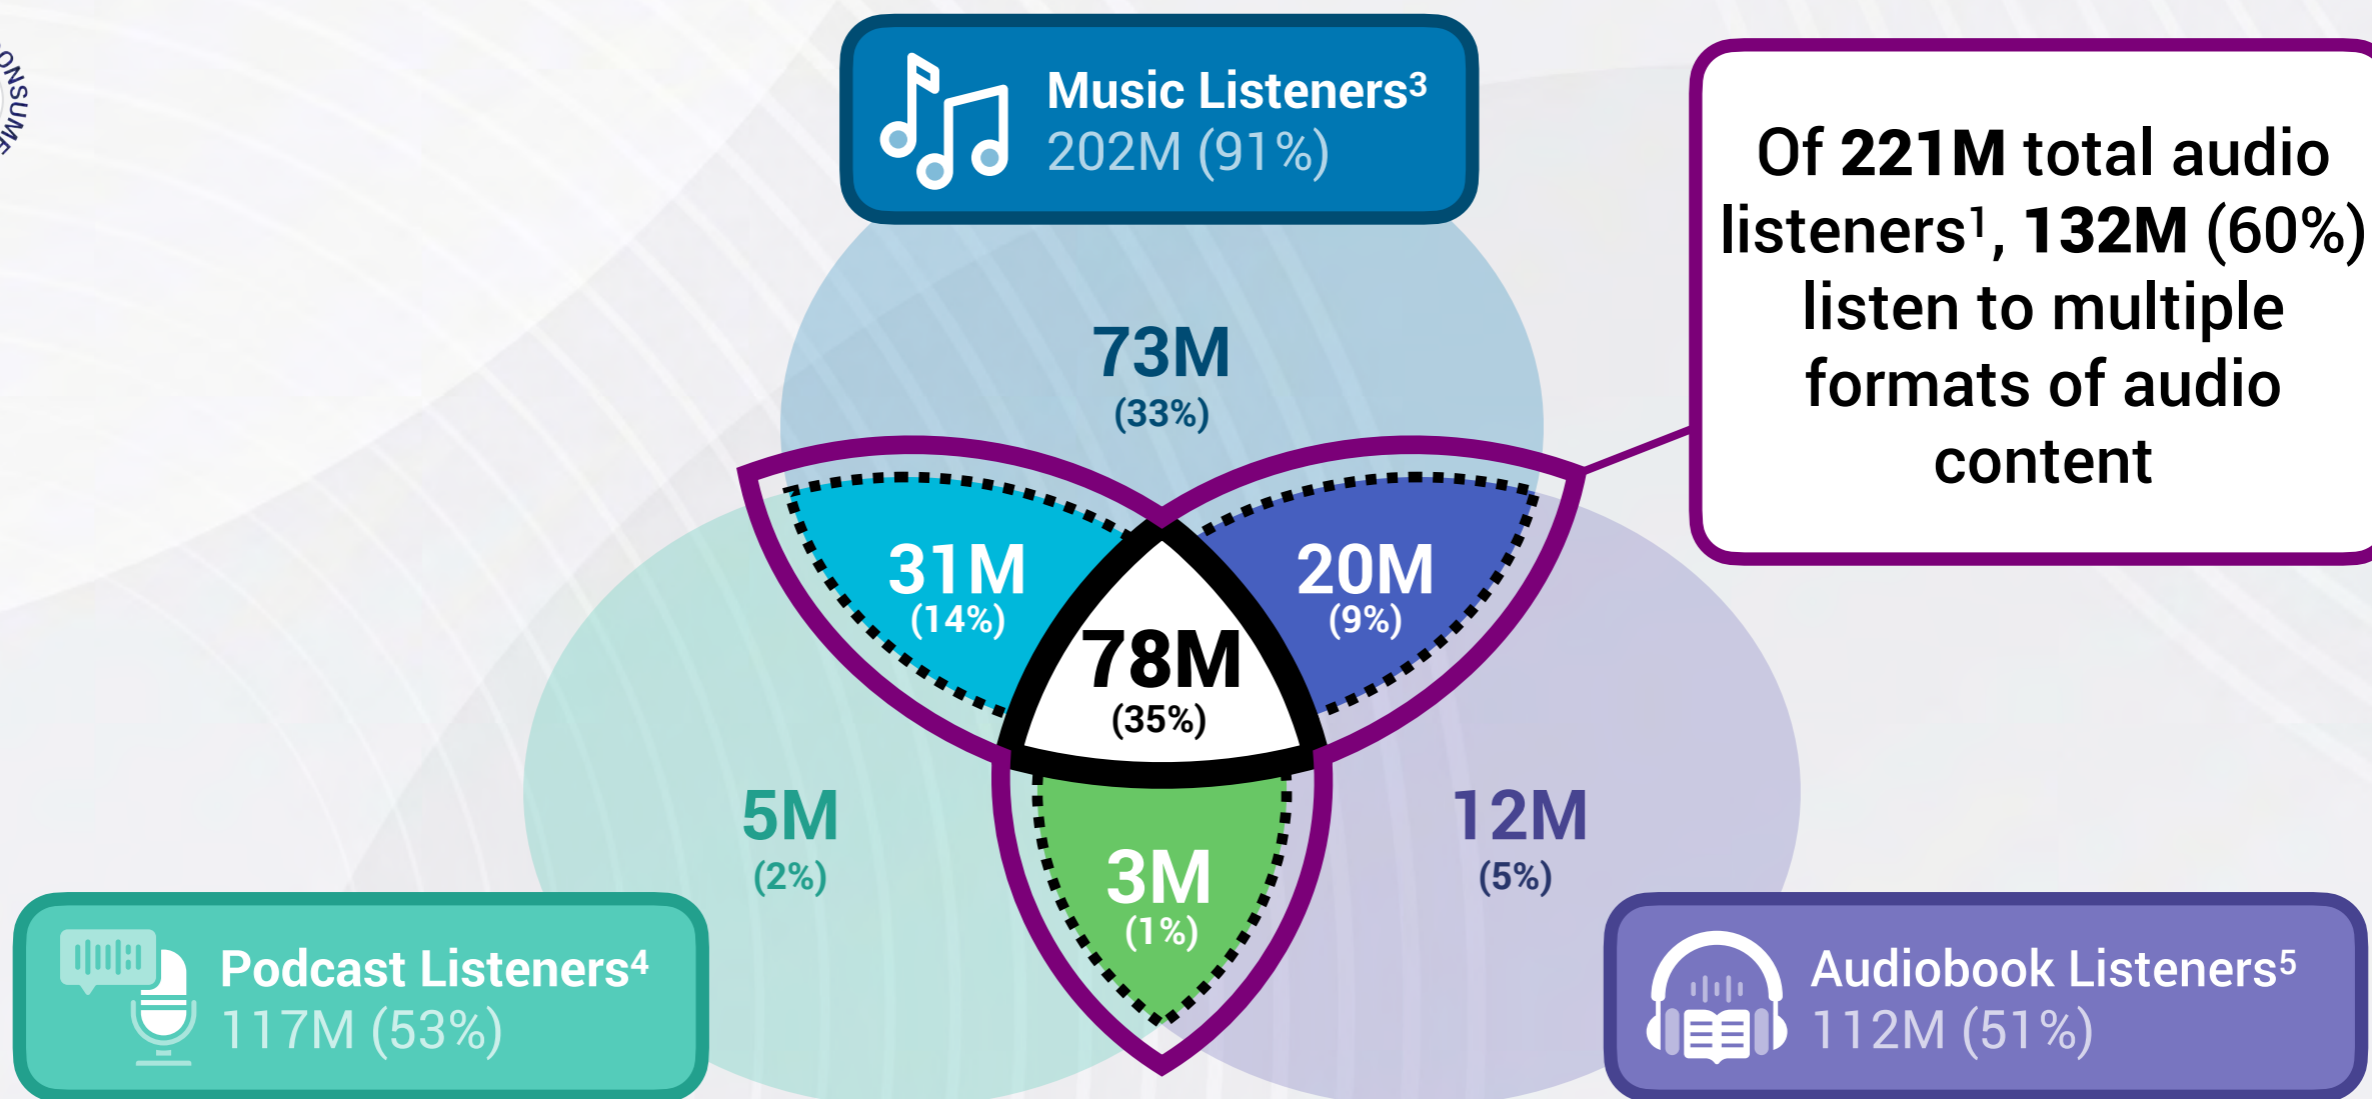 Music Listeners³
202M (91%)
Of 221M total audio
listeners¹, 132M (60%)
listen to multiple
formats of audio
content
73M
(33%)
31M
(14%)
20M
(9%)
78M
(35%)
5M
(2%)
12M
(5%)
3M
(1%)
Podcast Listeners⁴
117M (53%)
Audiobook Listeners⁵
112M (51%)